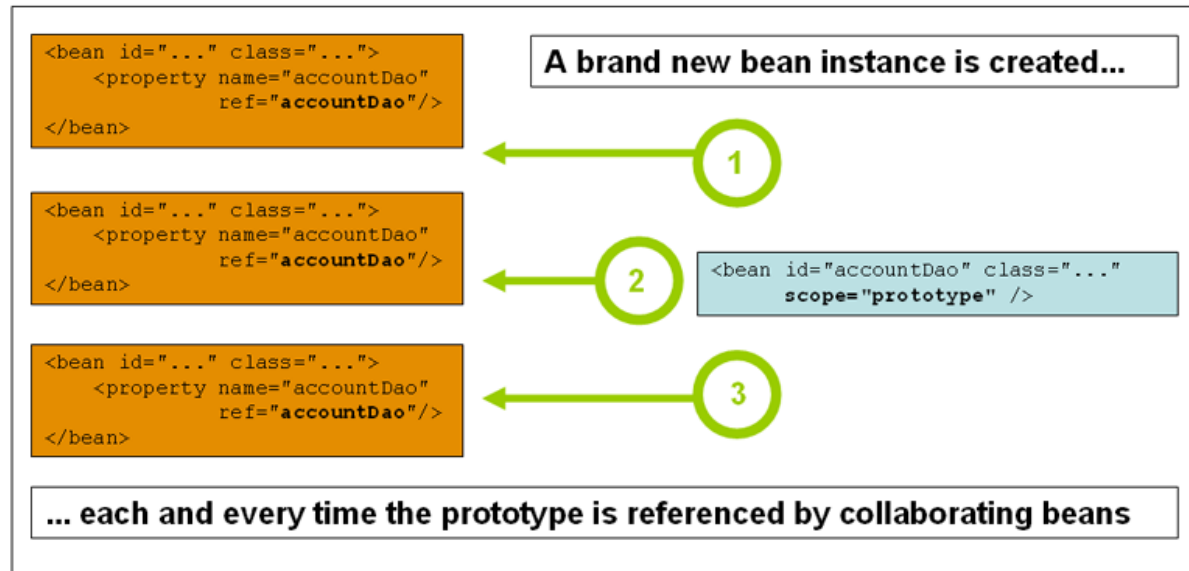 <bean id="..." class="...">
    <property name="accountDao"
              ref="accountDao"/>
</bean>
A brand new bean instance is created...
1
<bean id="..." class="...">
    <property name="accountDao"
              ref="accountDao"/>
</bean>
2
<bean id="accountDao" class="..."
      scope="prototype" />
<bean id="..." class="...">
    <property name="accountDao"
              ref="accountDao"/>
</bean>
3
... each and every time the prototype is referenced by collaborating beans